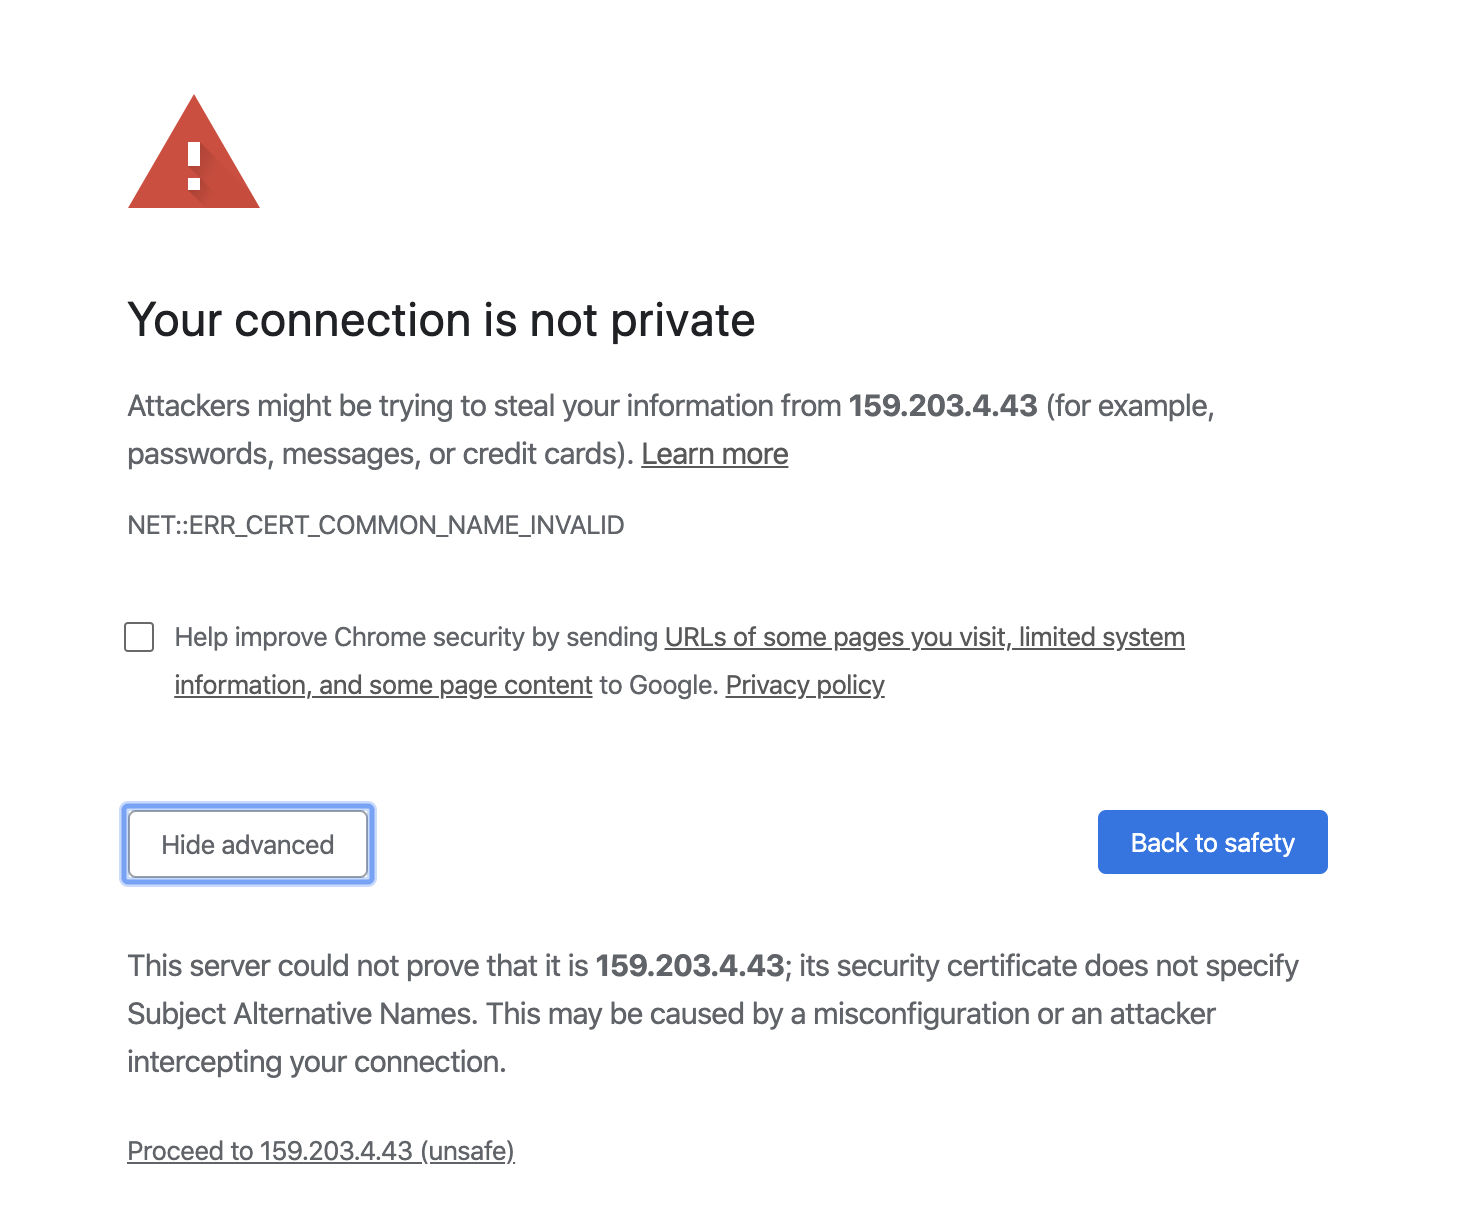 Your connection is not private
Attackers might be trying to steal your information from 159.203.4.43 (for example,
passwords, messages, or credit cards). Learn more
NET::ERR_CERT_COMMON_NAME_INVALID
Help improve Chrome security by sending URLs of some pages you visit, limited system
information, and some page content to Google. Privacy policy
Hide advanced
Back to safety
This server could not prove that it is 159.203.4.43; its security certificate does not specify
Subject Alternative Names. This may be caused by a misconfiguration or an attacker
intercepting your connection.
Proceed to 159.203.4.43 (unsafe)